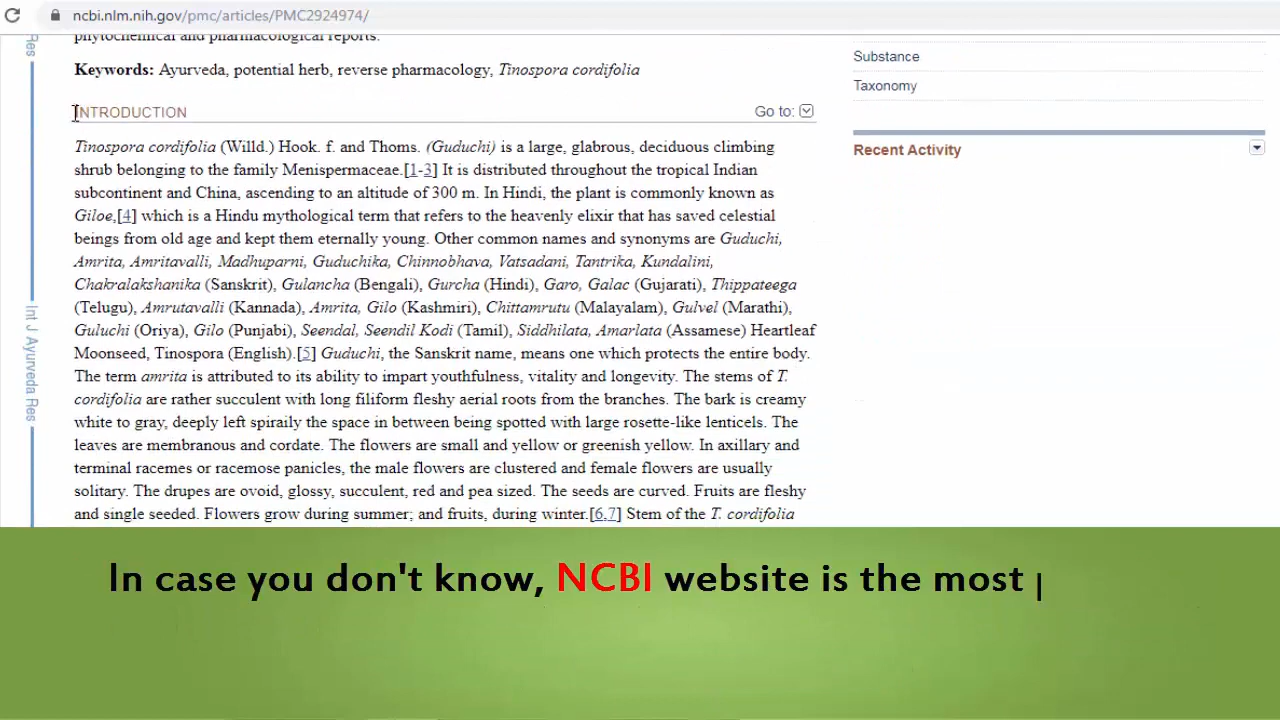 ncbi.nlm.nih.gov/pmc/articles/PMC2924974/
phytochemical and pharmacological reports.
Keywords: Ayurveda, potential herb, reverse pharmacology, Tinospora cordifolia
INTRODUCTION
Go to:
Tinospora cordifolia (Willd.) Hook. f. and Thoms. (Guduchi) is a large, glabrous, deciduous climbing
shrub belonging to the family Menispermaceae.[1-3] It is distributed throughout the tropical Indian
subcontinent and China, ascending to an altitude of 300 m. In Hindi, the plant is commonly known as
Giloe,[4] which is a Hindu mythological term that refers to the heavenly elixir that has saved celestial
beings from old age and kept them eternally young. Other common names and synonyms are Guduchi,
Amrita, Amritavalli, Madhuparni, Guduchika, Chinnobhava, Vatsadani, Tantrika, Kundalini,
Chakralakshanika (Sanskrit), Gulancha (Bengali), Gurcha (Hindi), Garo, Galac (Gujarati), Thippateega
(Telugu), Amrutavalli (Kannada), Amrita, Gilo (Kashmiri), Chittamrutu (Malayalam), Gulvel (Marathi),
Guluchi (Oriya), Gilo (Punjabi), Seendal, Seendil Kodi (Tamil), Siddhilata, Amarlata (Assamese) Heartleaf
Moonseed, Tinospora (English).[5] Guduchi, the Sanskrit name, means one which protects the entire body.
The term amrita is attributed to its ability to impart youthfulness, vitality and longevity. The stems of T.
cordifolia are rather succulent with long filiform fleshy aerial roots from the branches. The bark is creamy
white to gray, deeply left spirally the space in between being spotted with large rosette-like lenticels. The
leaves are membranous and cordate. The flowers are small and yellow or greenish yellow. In axillary and
terminal racemes or racemose panicles, the male flowers are clustered and female flowers are usually
solitary. The drupes are ovoid, glossy, succulent, red and pea sized. The seeds are curved. Fruits are fleshy
and single seeded. Flowers grow during summer; and fruits, during winter.[6,7] Stem of the T. cordifolia
Substance
Taxonomy
Recent Activity
Res
Int J Ayurveda Res
In case you don't know, NCBI website is the most